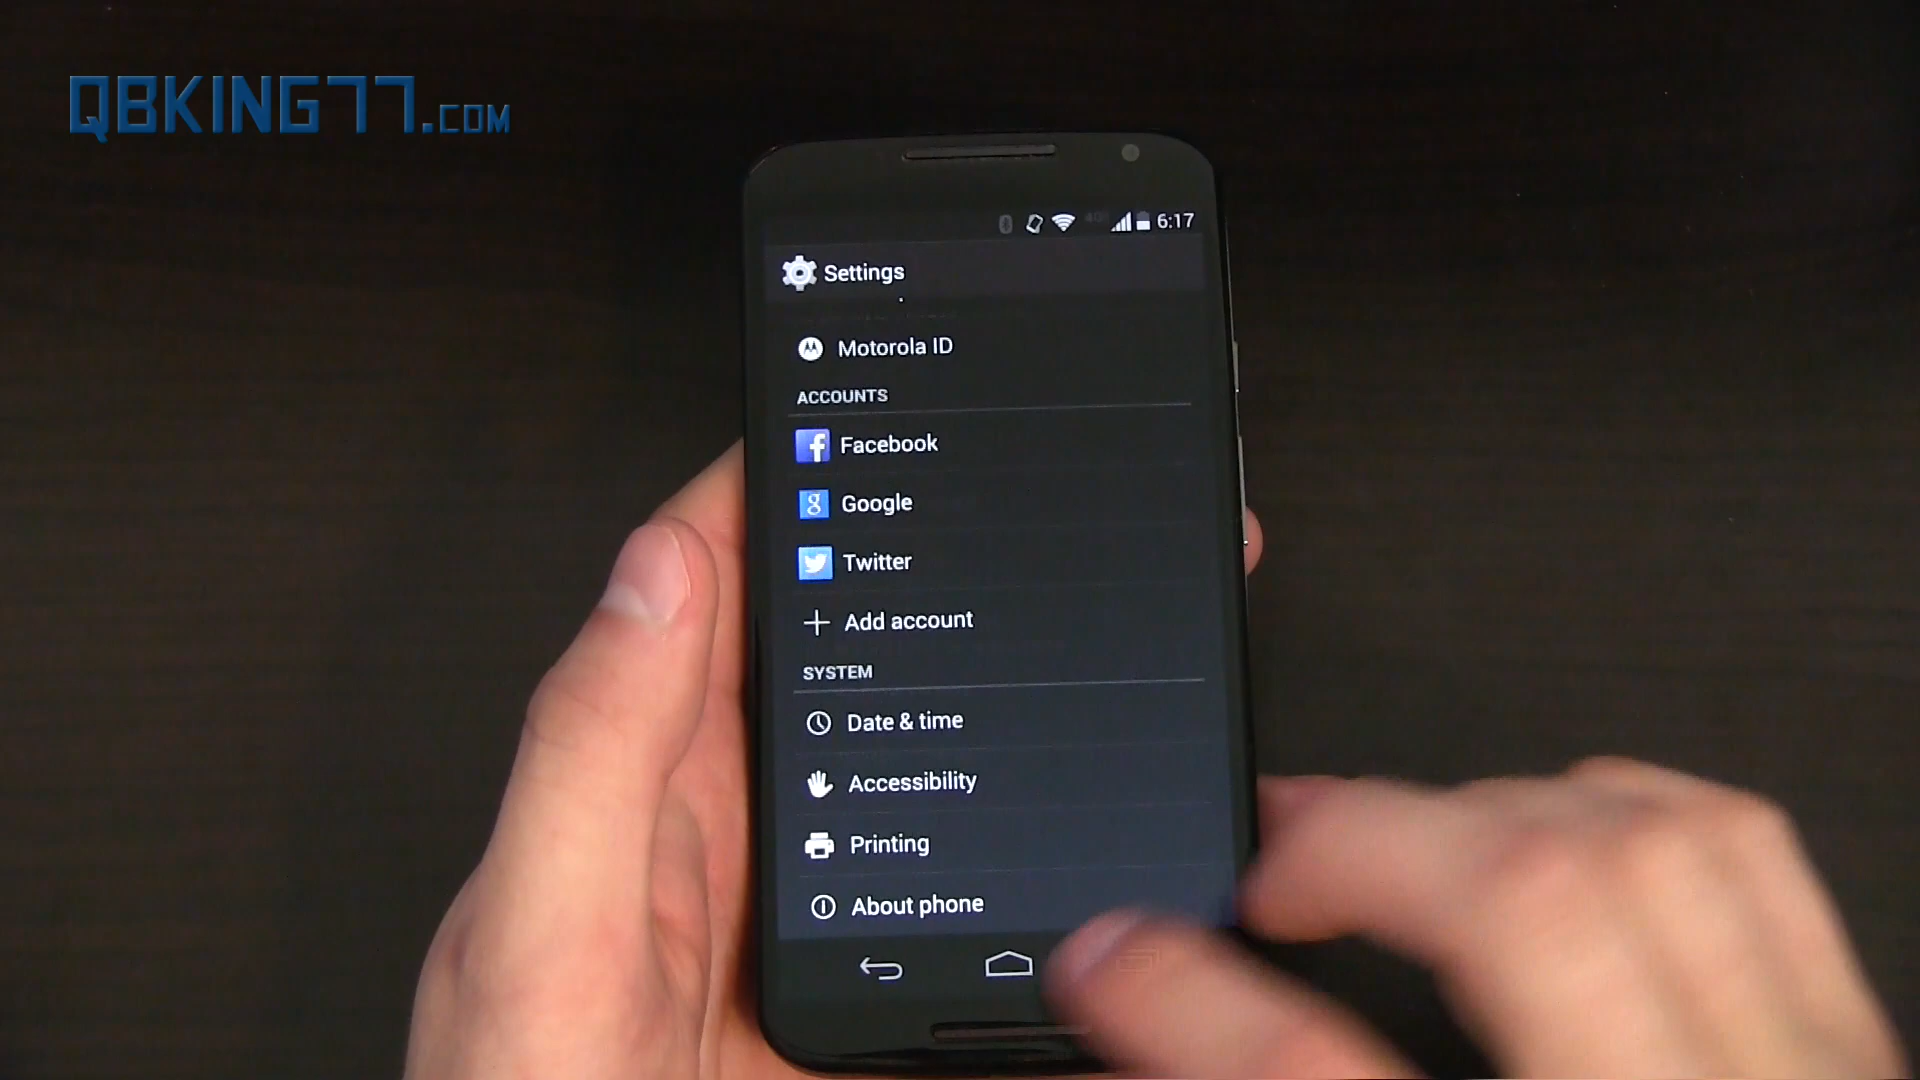 QBKING77.COM
6:17
Settings
Motorola ID
ACCOUNTS
Facebook
Google
Twitter
Add account
SYSTEM
Date & time
Accessibility
Printing
About phone